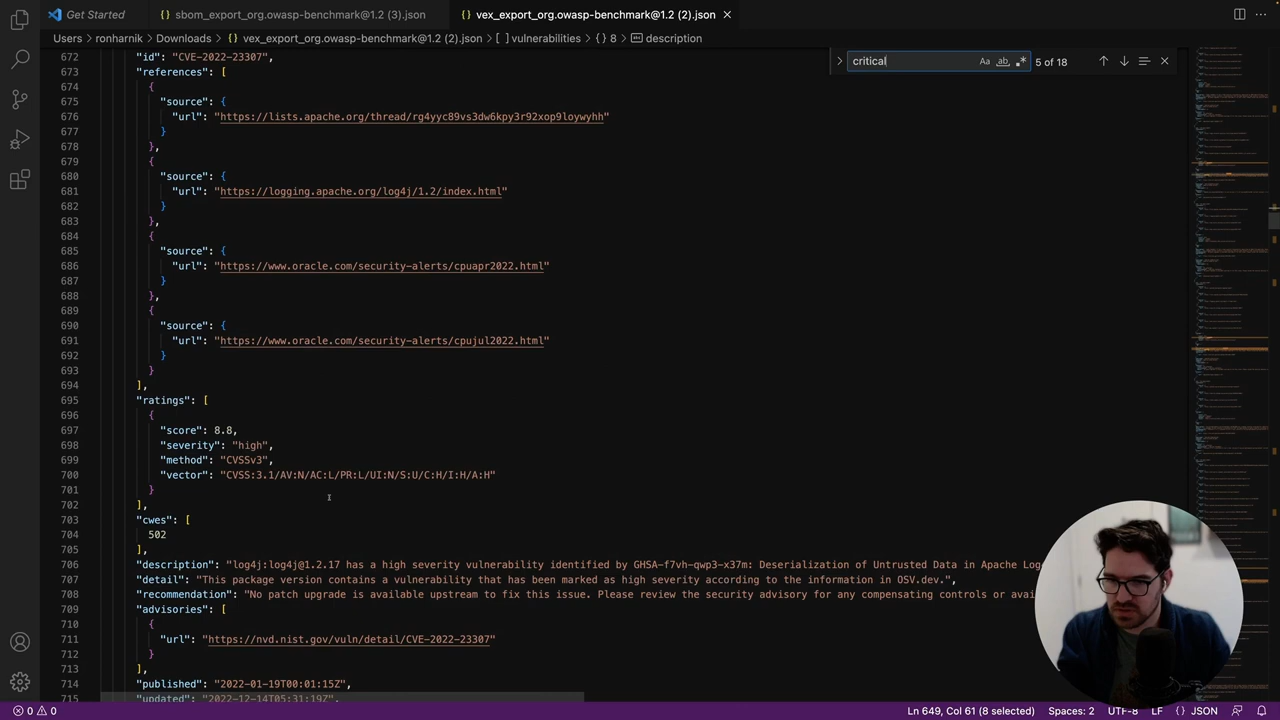 Get Started
sbom_export_org.owasp-benchmark@1.2 (3).json
vex_export_org.owasp-benchmark@1.2 (2).json
Users > ronharnik > Downloads > vex_export_org.owasp-benchmark@1.2 (2).json > [ ] vulnerabilities > {} 8 > description
critical
Aa
ab
5 of 18
672 "id": "CVE-2022-23307",
673 "references": [
674 {
675 "source": {
676 "url": "https://lists.apache.org/thread/rg4yyc89vs3dw6kpy3r92xop9loywyhh"
677 }
678 },
679 {
680 "source": {
681 "url": "https://logging.apache.org/log4j/1.2/index.html"
682 }
683 },
684 {
685 "source": {
686 "url": "https://www.oracle.com/security-alerts/cpuapr2022.html"
687 }
688 },
689 {
690 "source": {
691 "url": "https://www.oracle.com/security-alerts/cpujul2022.html"
692 }
693 }
694 ],
695 "ratings": [
696 {
697 "score": 8.8,
698 "severity": "high",
699 "method": "CVSSv3",
700 "vector": "CVSS:3.1/AV:N/AC:L/PR:L/UI:N/S:U/C:H/I:H/A:H"
701 }
702 ],
703 "cwes": [
704 502
705 ],
706 "description": "log4j:log4j@1.2.17 has a high severity vulnerability identified by GHSA-f7vh-qwp3-x37m: Deserialization of Untrusted Data in Apache Log
707 "detail": "This package version contains a vulnerability that has been marked as high severity according to the information in OSV.dev.",
708 "recommendation": "No patch upgrade is available upstream to fix this issue. Please review the security advisory for any compensating controls or avai
709 "advisories": [
710 {
711 "url": "https://nvd.nist.gov/vuln/detail/CVE-2022-23307"
712 }
713 ],
714 "published": "2022-01-19T00:01:15Z",
715 "updated": "2022-12-14T05:31:19Z",
0 0
Ln 649, Col 61 (8 selected)
Spaces: 2
UTF-8
LF
{} JSON